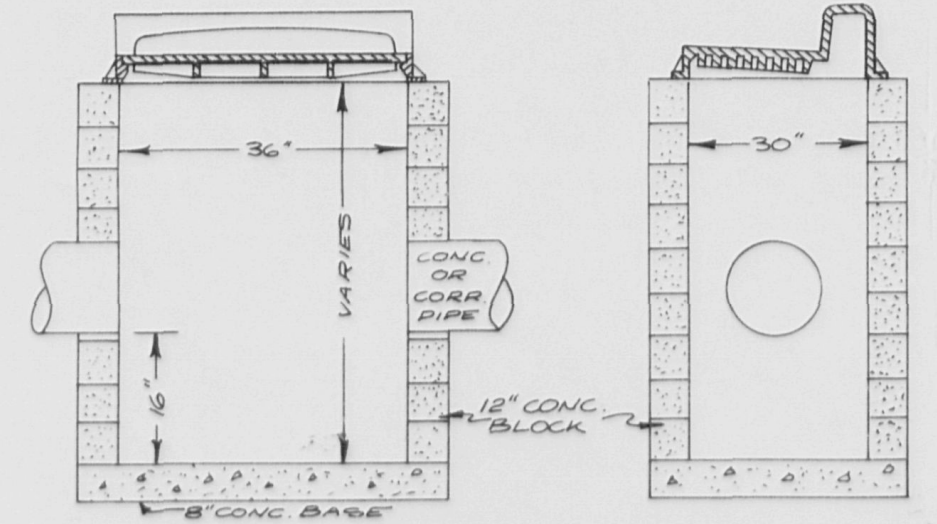 36"
30"
VARIES
CONC.
OR
CORR.
PIPE
16"
12" CONC.
BLOCK
8" CONC. BASE